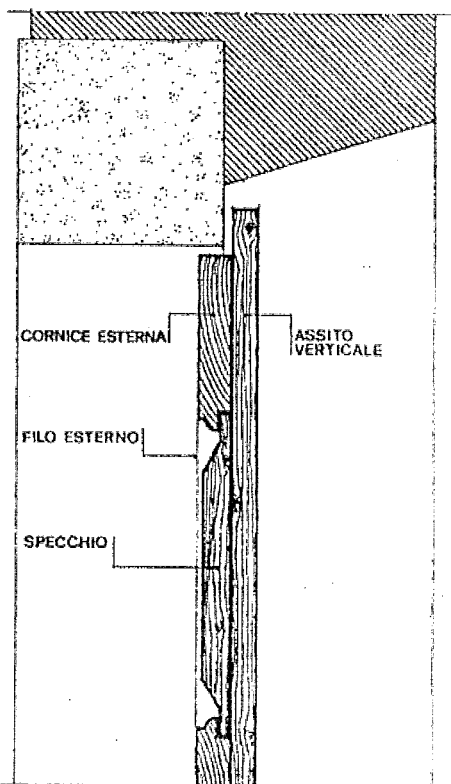 CORNICE ESTERNA
ASSITO
VERTICALE
FILO ESTERNO
SPECCHIO